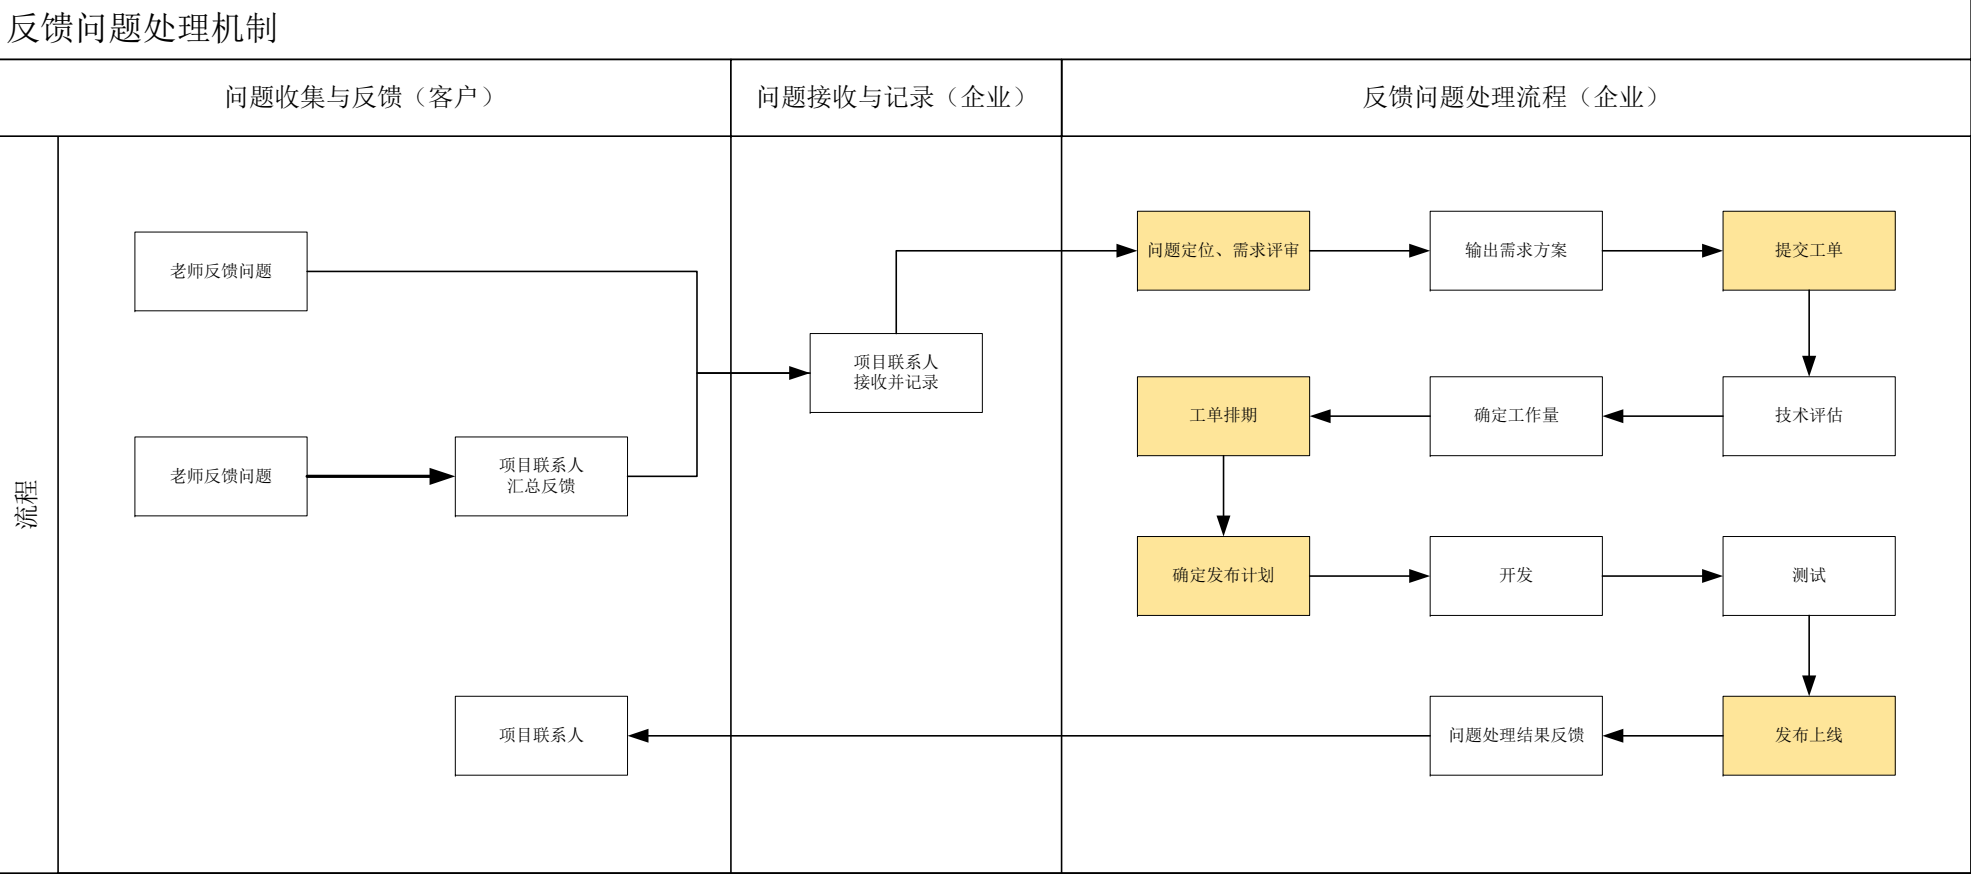 反馈问题处理机制
问题收集与反馈（客户）
问题接收与记录（企业）
反馈问题处理流程（企业）
流程
老师反馈问题
老师反馈问题
项目联系人
汇总反馈
项目联系人
项目联系人
接收并记录
问题定位、需求评审
输出需求方案
提交工单
工单排期
确定工作量
技术评估
确定发布计划
开发
测试
问题处理结果反馈
发布上线